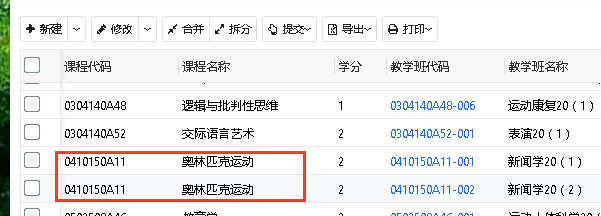 新建 修改 合并 拆分 提交 导出 打印
课程代码 课程名称 学分 教学班代码 教学班名称
0304140A48 逻辑与批判性思维 1 0304140A48-006 运动康复20（1）
0304140A52 交际语言艺术 2 0304140A52-001 表演20（1）
0410150A11 奥林匹克运动 2 0410150A11-001 新闻学20（1）
0410150A11 奥林匹克运动 2 0410150A11-002 新闻学20（2）